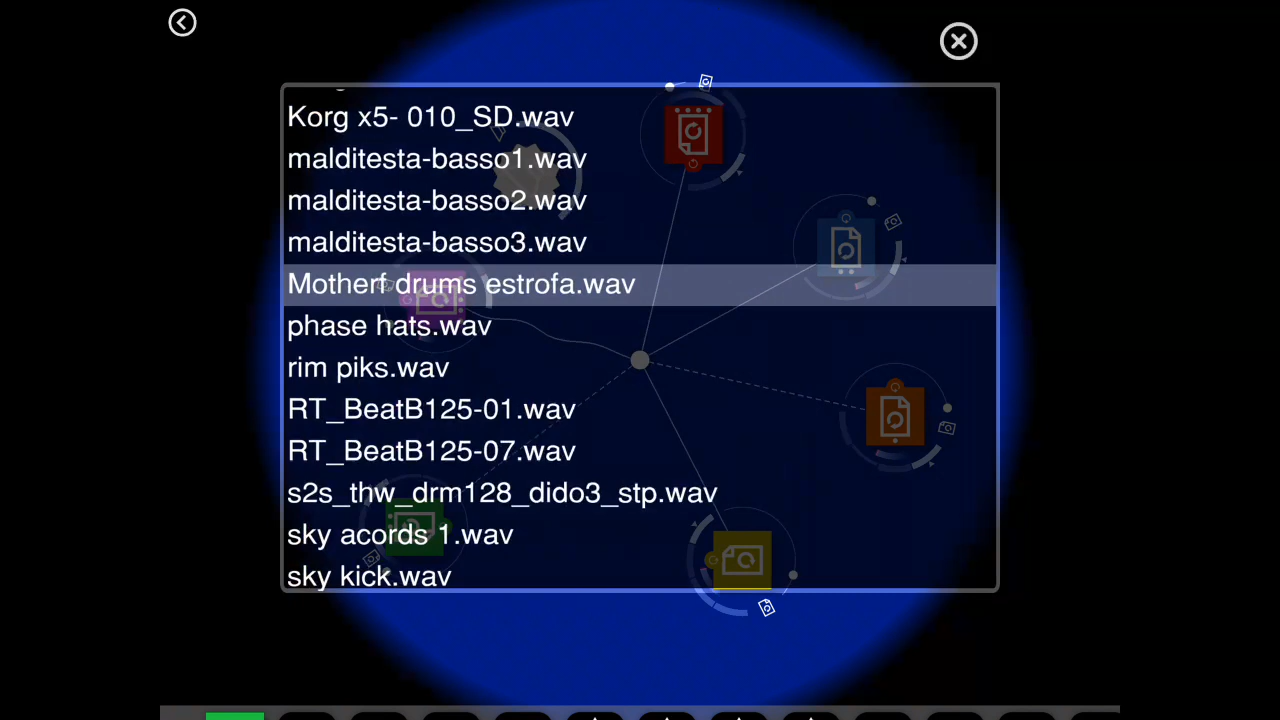 Korg x5- 010_SD.wav
malditesta-basso1.wav
malditesta-basso2.wav
malditesta-basso3.wav
Motherf drums estrofa.wav
phase hats.wav
rim piks.wav
RT_BeatB125-01.wav
RT_BeatB125-07.wav
s2s_thw_drm128_dido3_stp.wav
sky acords 1.wav
sky kick.wav